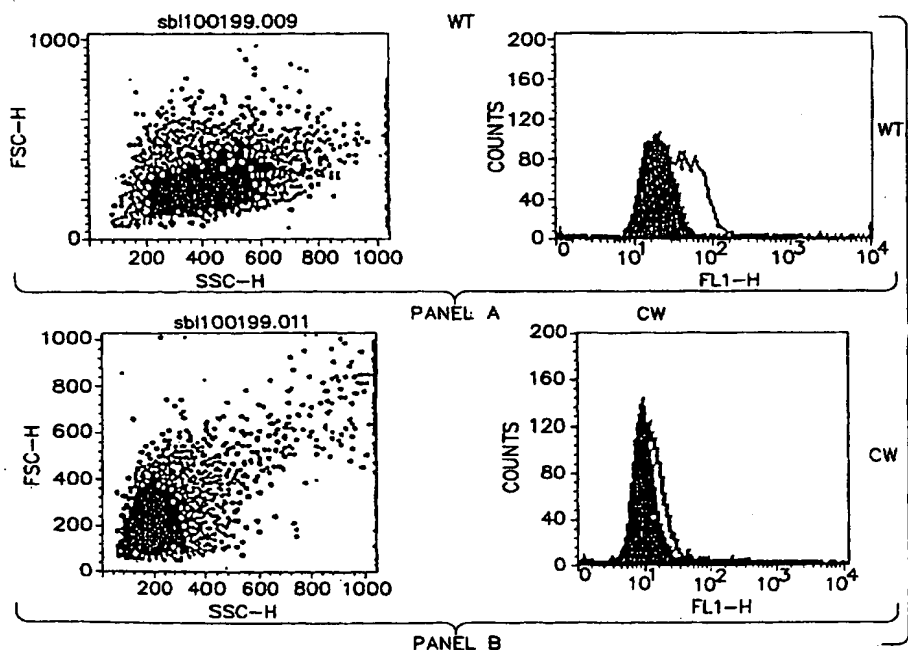 sbl100199.009
WT
1000
FSC-H
0
200 400 600 800 1000
SSC-H
200
160
120
80
40
0
COUNTS
0 10¹ 10² 10³ 10⁴
FL1-H
WT
PANEL A
sbl100199.011
CW
1000
800
600
400
200
0
FSC-H
200 400 600 800 1000
SSC-H
200
160
120
80
40
0
COUNTS
0 10¹ 10² 10³ 10⁴
FL1-H
CW
PANEL B